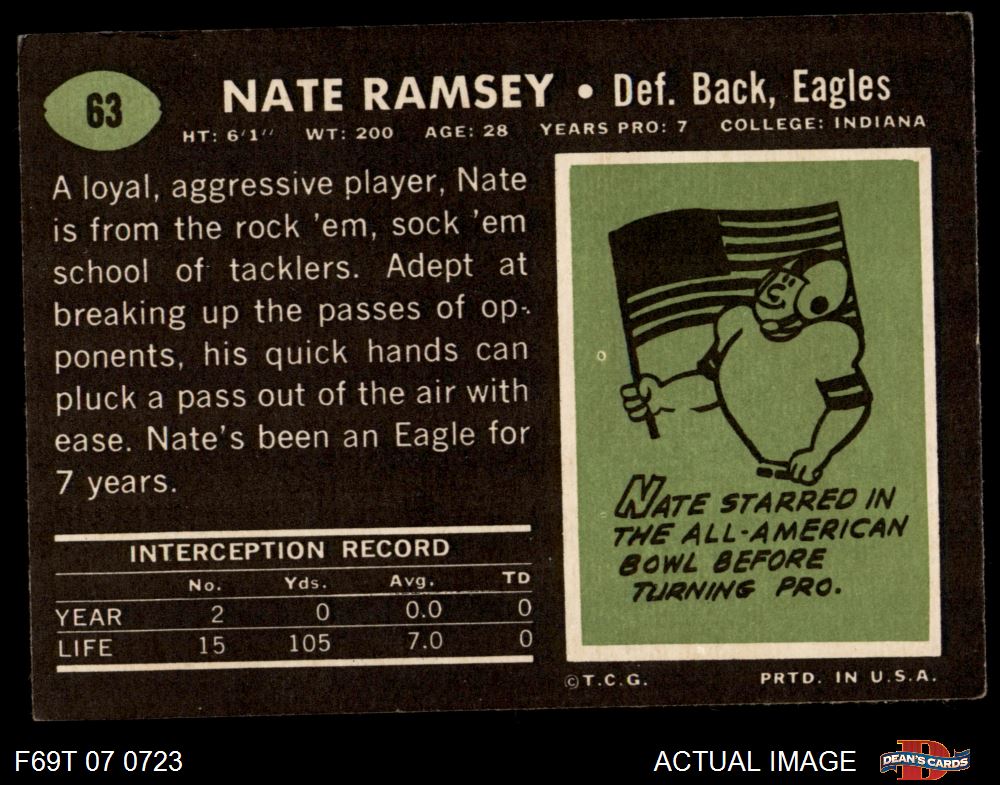 63
NATE RAMSEY • Def. Back, Eagles
HT: 6'1" WT: 200 AGE: 28 YEARS PRO: 7 COLLEGE: INDIANA
A loyal, aggressive player, Nate
is from the rock 'em, sock 'em
school of tacklers. Adept at
breaking up the passes of op-
ponents, his quick hands can
pluck a pass out of the air with
ease. Nate's been an Eagle for
7 years.
INTERCEPTION RECORD
No. Yds. Avg. TD
YEAR 2 0 0.0 0
LIFE 15 105 7.0 0
NATE STARRED IN
THE ALL-AMERICAN
BOWL BEFORE
TURNING PRO.
©T.C.G. PRTD. IN U.S.A.
F69T 07 0723 ACTUAL IMAGE DEAN'S CARDS